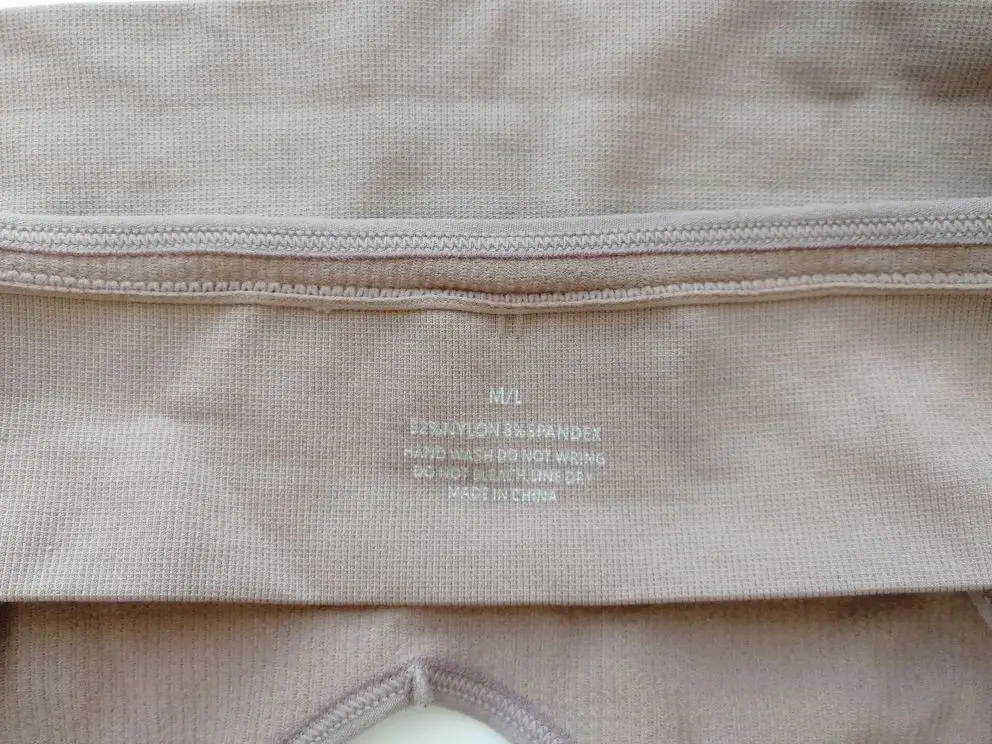 M/L
92% NYLON 8% SPANDEX
HAND WASH DO NOT WRING
DO NOT BLEACH LINE DRY
MADE IN CHINA